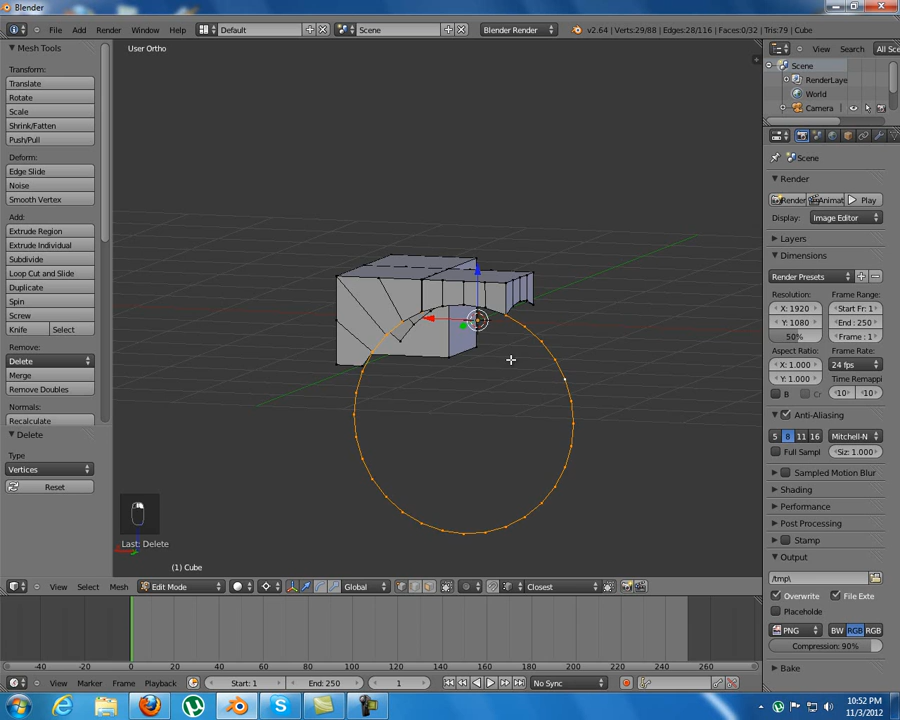 Blender
File Add Render Window Help Default Scene Blender Render v2.64 | Verts:29/88 | Edges:28/116 | Faces:0/32 | Tris:79 | Cube
Mesh Tools
Transform:
Translate
Rotate
Scale
Shrink/Fatten
Push/Pull
Deform:
Edge Slide
Noise
Smooth Vertex
Add:
Extrude Region
Extrude Individual
Subdivide
Loop Cut and Slide
Duplicate
Spin
Screw
Knife Select
Remove:
Delete
Merge
Remove Doubles
Normals:
Recalculate
Delete
Type
Vertices
Reset
User Ortho
Last: Delete
(1) Cube
View Search All Sce
Scene
RenderLaye
World
Camera
Scene
Render
Render Animat Play
Display: Image Editor
Layers
Dimensions
Render Presets
Resolution: Frame Range:
X: 1920 Start Fr: 1
Y: 1080 End: 250
50% Frame: 1
Aspect Ratio: Frame Rate:
X: 1.000 24 fps
Y: 1.000 Time Remappi
B Cr 10 10
Anti-Aliasing
5 8 11 16 Mitchell-N
Full Sampl Siz: 1.000
Sampled Motion Blur
Shading
Performance
Post Processing
Stamp
Output
/tmp\
Overwrite File Exte
Placeholde
PNG BW RGB RGB
Compression: 90%
Bake
View Select Mesh Edit Mode Global Closest
-40 -20 0 20 40 60 80 100 120 140 160 180 200 220 240 260
View Marker Frame Playback Start: 1 End: 250 1 No Sync
10:52 PM
11/3/2012